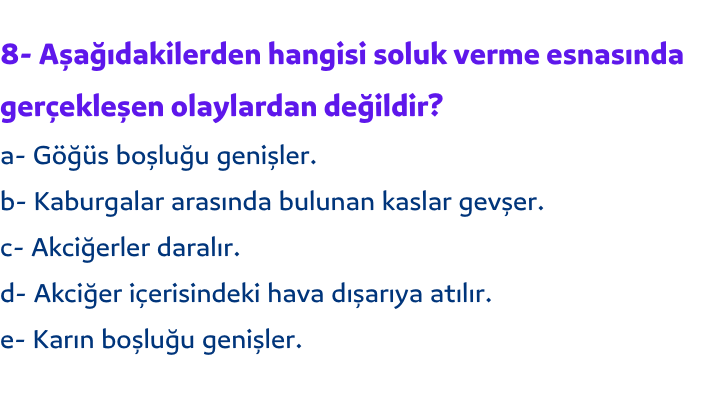 8- Aşağıdakilerden hangisi soluk verme esnasında
gerçekleşen olaylardan değildir?
a- Göğüs boşluğu genişler.
b- Kaburgalar arasında bulunan kaslar gevşer.
c- Akciğerler daralır.
d- Akciğer içerisindeki hava dışarıya atılır.
e- Karın boşluğu genişler.